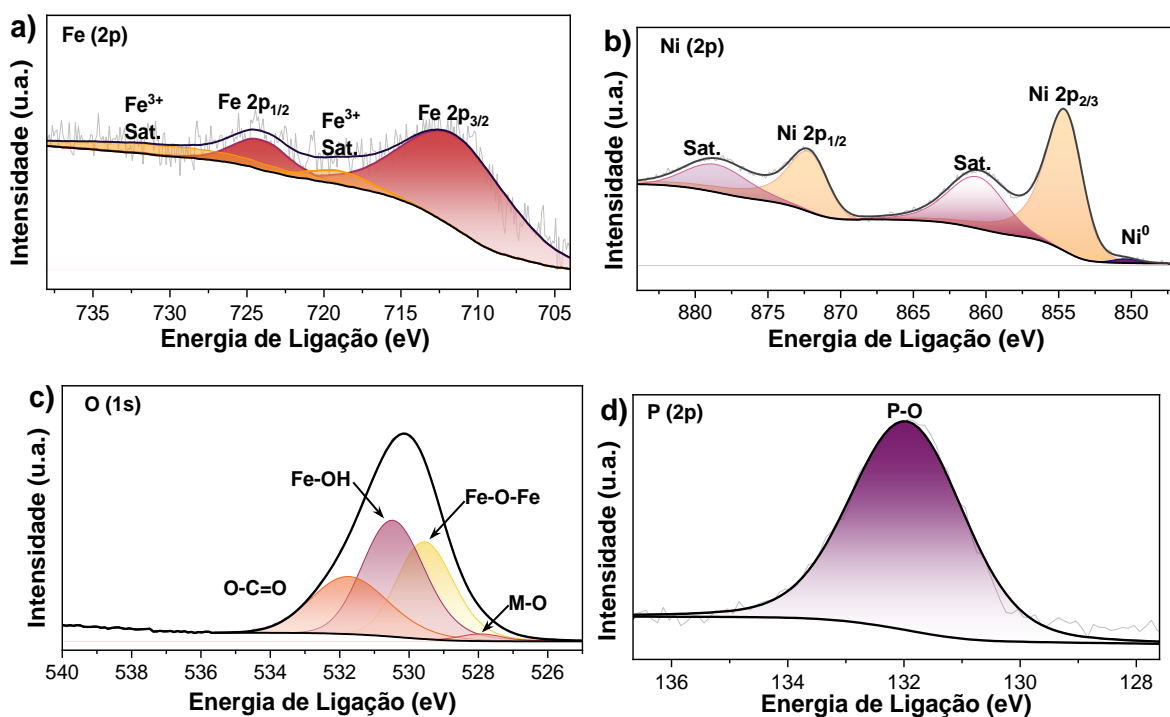 a)
Fe (2p)
Fe³⁺
Sat.
Fe 2p₁/₂
Fe³⁺
Sat.
Fe 2p₃/₂
Intensidade (u.a.)
735 730 725 720 715 710 705
Energia de Ligação (eV)
b)
Ni (2p)
Sat.
Ni 2p₁/₂
Sat.
Ni 2p₂/₃
Ni⁰
Intensidade (u.a.)
880 875 870 865 860 855 850
Energia de Ligação (eV)
c)
O (1s)
O-C=O
Fe-OH
Fe-O-Fe
M-O
Intensidade (u.a.)
540 538 536 534 532 530 528 526
Energia de Ligação (eV)
d)
P (2p)
P-O
Intensidade (u.a.)
136 134 132 130 128
Energia de Ligação (eV)